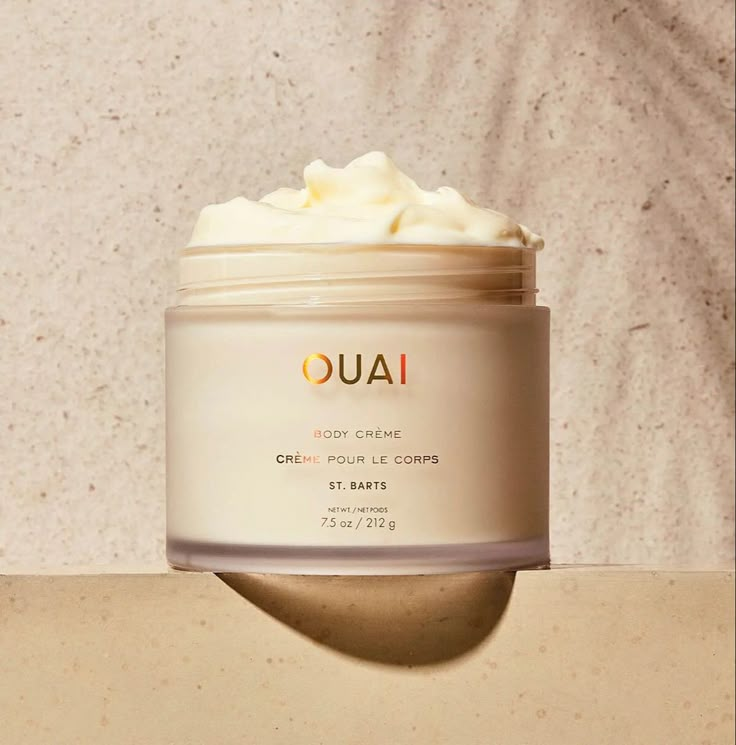 OUAI
BODY CRÈME
CRÈME POUR LE CORPS
ST. BARTS
NET WT. / NET POIDS
7.5 oz / 212 g